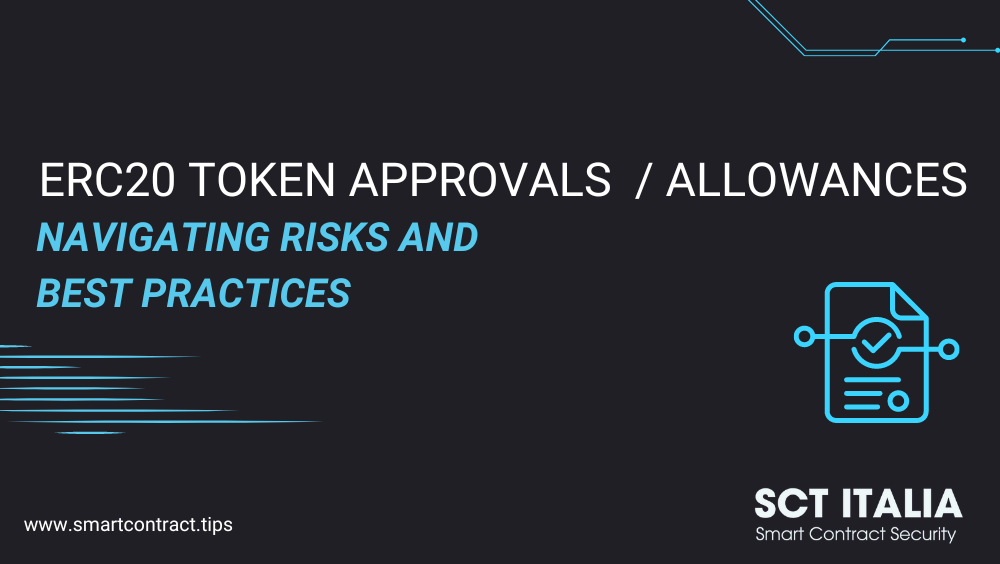 ERC20 TOKEN APPROVALS / ALLOWANCES
NAVIGATING RISKS AND
BEST PRACTICES
www.smartcontract.tips
SCT ITALIA
Smart Contract Security